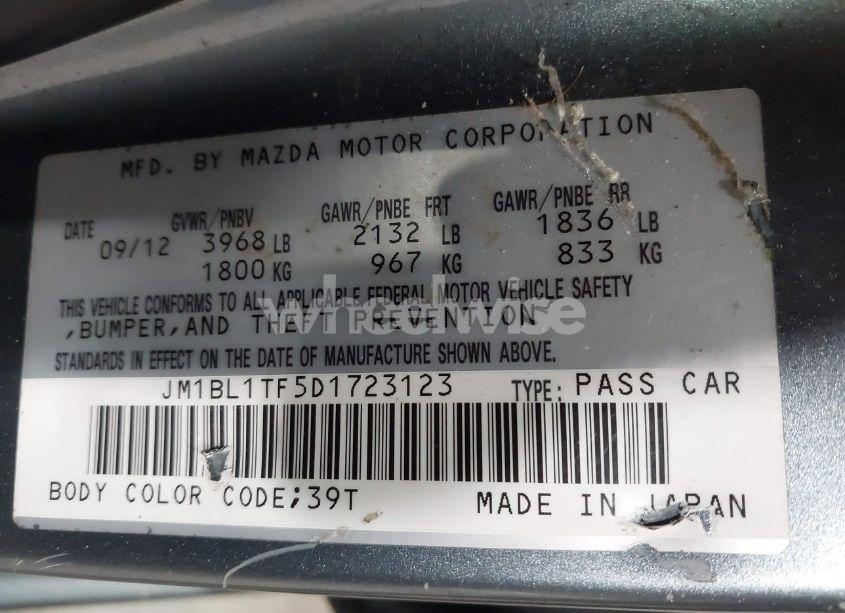 MFD. BY MAZDA MOTOR CORPORATION
DATE GVWR/PNBV GAWR/PNBE FRT GAWR/PNBE RR
09/12 3968 LB 2132 LB 1836 LB
1800 KG 967 KG 833 KG
THIS VEHICLE CONFORMS TO ALL APPLICABLE FEDERAL MOTOR VEHICLE SAFETY
,BUMPER,AND THEFT PREVENTION
wheelwise
STANDARDS IN EFFECT ON THE DATE OF MANUFACTURE SHOWN ABOVE.
JM1BL1TF5D1723123 TYPE: PASS CAR
BODY COLOR CODE;39T MADE IN JAPAN